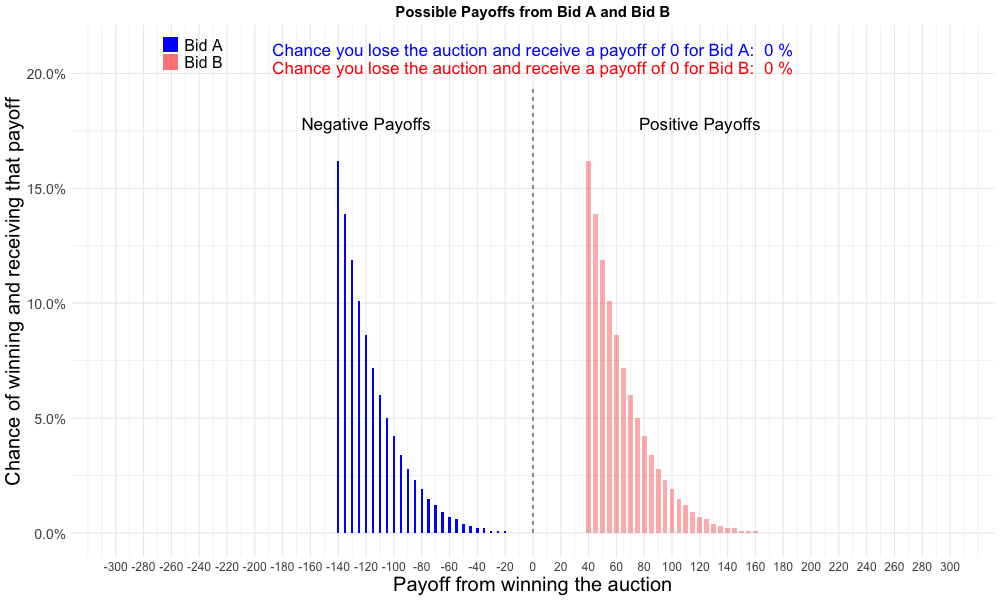 Possible Payoffs from Bid A and Bid B
Bid A
Bid B
Chance you lose the auction and receive a payoff of 0 for Bid A:  0 %
Chance you lose the auction and receive a payoff of 0 for Bid B:  0 %
Negative Payoffs
Positive Payoffs
Chance of winning and receiving that payoff
20.0%
15.0%
10.0%
5.0%
0.0%
-300 -280 -260 -240 -220 -200 -180 -160 -140 -120 -100 -80 -60 -40 -20 0 20 40 60 80 100 120 140 160 180 200 220 240 260 280 300
Payoff from winning the auction